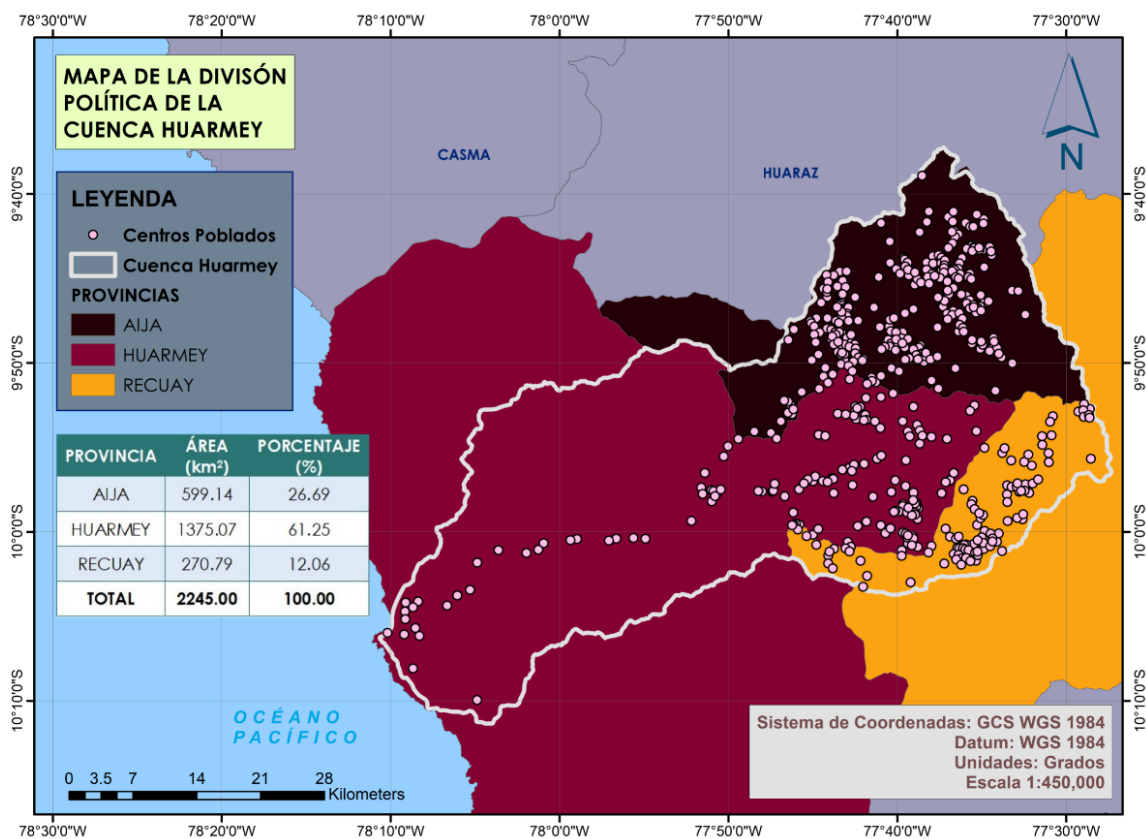 78°30'0"S 78°20'0"S 78°10'0"S 78°0'0"S 77°50'0"S 77°40'0"S 77°30'0"S
MAPA DE LA DIVISÓN
POLÍTICA DE LA
CUENCA HUARMEY
N
CASMA
HUARAZ
9°40'0"S 9°40'0"S
LEYENDA
Centros Poblados
Cuenca Huarmey
PROVINCIAS
AIJA
HUARMEY
RECUAY
9°50'0"S 9°50'0"S
PROVINCIA ÁREA (km²) PORCENTAJE (%)
AIJA 599.14 26.69
HUARMEY 1375.07 61.25
RECUAY 270.79 12.06
TOTAL 2245.00 100.00
10°0'0"S 10°0'0"S
10°10'0"S 10°10'0"S
OCÉANO
PACÍFICO
Sistema de Coordenadas: GCS WGS 1984
Datum: WGS 1984
Unidades: Grados
Escala 1:450,000
0 3.5 7 14 21 28
Kilometers
78°30'0"S 78°20'0"S 78°10'0"S 78°0'0"S 77°50'0"S 77°40'0"S 77°30'0"S